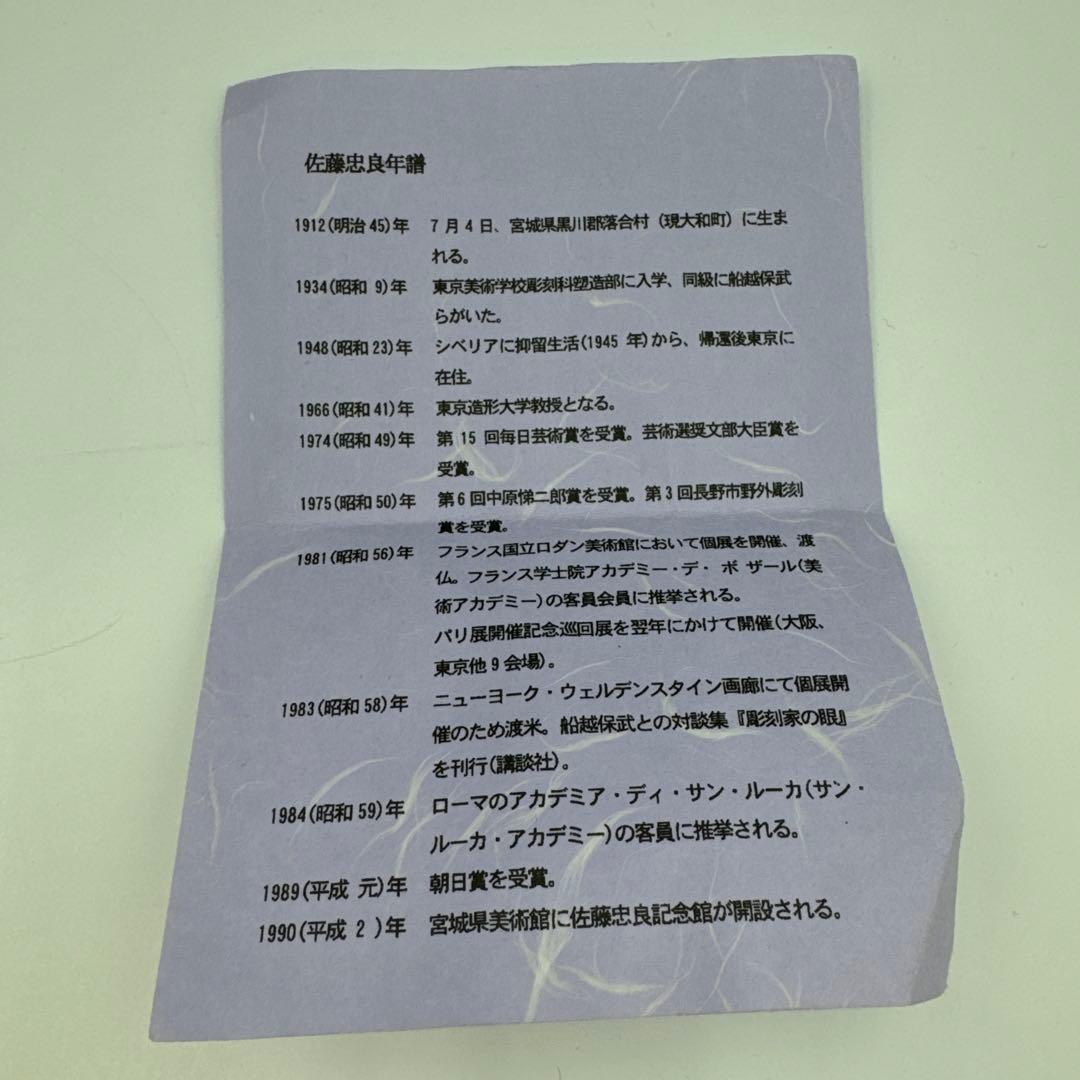 佐藤忠良年譜
1912(明治 45)年 7 月 4 日、宮城県黒川郡落合村（現大和町）に生ま
れる。
1934(昭和 9)年 東京美術学校彫刻科塑造部に入学、同級に船越保武
らがいた。
1948(昭和 23)年 シベリアに抑留生活(1945 年)から、帰還後東京に
在住。
1966(昭和 41)年 東京造形大学教授となる。
1974(昭和 49)年 第 15 回毎日芸術賞を受賞。芸術選奨文部大臣賞を
受賞。
1975(昭和 50)年 第 6 回中原悌二郎賞を受賞。第 3 回長野市野外彫刻
賞を受賞。
1981(昭和 56)年 フランス国立ロダン美術館において個展を開催、渡
仏。フランス学士院アカデミー・デ・ ボ ザール(美
術アカデミー)の客員会員に推挙される。
パリ展開催記念巡回展を翌年にかけて開催(大阪、
東京他 9 会場)。
1983(昭和 58)年 ニューヨーク・ウェルデンスタイン画廊にて個展開
催のため渡米。船越保武との対談集『彫刻家の眼』
を刊行(講談社)。
1984(昭和 59)年 ローマのアカデミア・ディ・サン・ルーカ(サン・
ルーカ・アカデミー)の客員に推挙される。
1989(平成 元)年 朝日賞を受賞。
1990(平成 2 )年 宮城県美術館に佐藤忠良記念館が開設される。